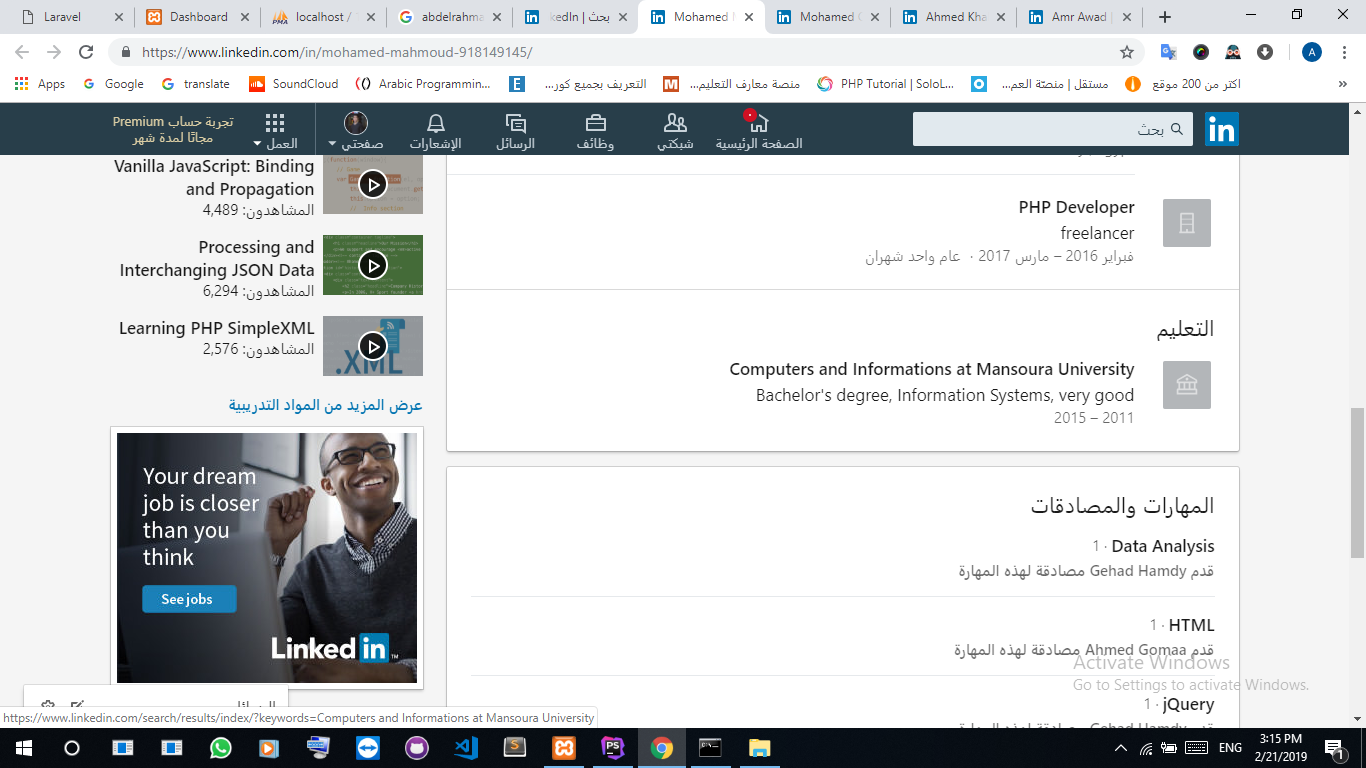 Laravel
Dashboard
localhost / 
abdelrahma
بحث | kedIn
Mohamed M
Mohamed G
Ahmed Kha
Amr Awad |
https://www.linkedin.com/in/mohamed-mahmoud-918149145/
A
Apps
Google
translate
SoundCloud
Arabic Programmin...
التعريف بجميع كور...
منصة معارف التعليم...
PHP Tutorial | SoloL...
مستقل | منصّة العم...
اكثر من 200 موقع
»
in
بحث
الصفحة الرئيسية
شبكتي
وظائف
الرسائل
الإشعارات
صفحتي
العمل
تجربة حساب Premium
مجانًا لمدة شهر
Vanilla JavaScript: Binding
and Propagation
المشاهدون: 4,489
Processing and
Interchanging JSON Data
المشاهدون: 6,294
Learning PHP SimpleXML
المشاهدون: 2,576
.XML
عرض المزيد من المواد التدريبية
Your dream
job is closer
than you
think
See jobs
Linked in
PHP Developer
freelancer
فبراير 2016 – مارس 2017 · عام واحد شهران
التعليم
Computers and Informations at Mansoura University
Bachelor's degree, Information Systems, very good
2011 – 2015
المهارات والمصادقات
Data Analysis · 1
قدم Gehad Hamdy مصادقة لهذه المهارة
HTML · 1
قدم Ahmed Gomaa مصادقة لهذه المهارة
jQuery · 1
Activate Windows
Go to Settings to activate Windows.
https://www.linkedin.com/search/results/index/?keywords=Computers and Informations at Mansoura University
ENG
3:15 PM
2/21/2019
1